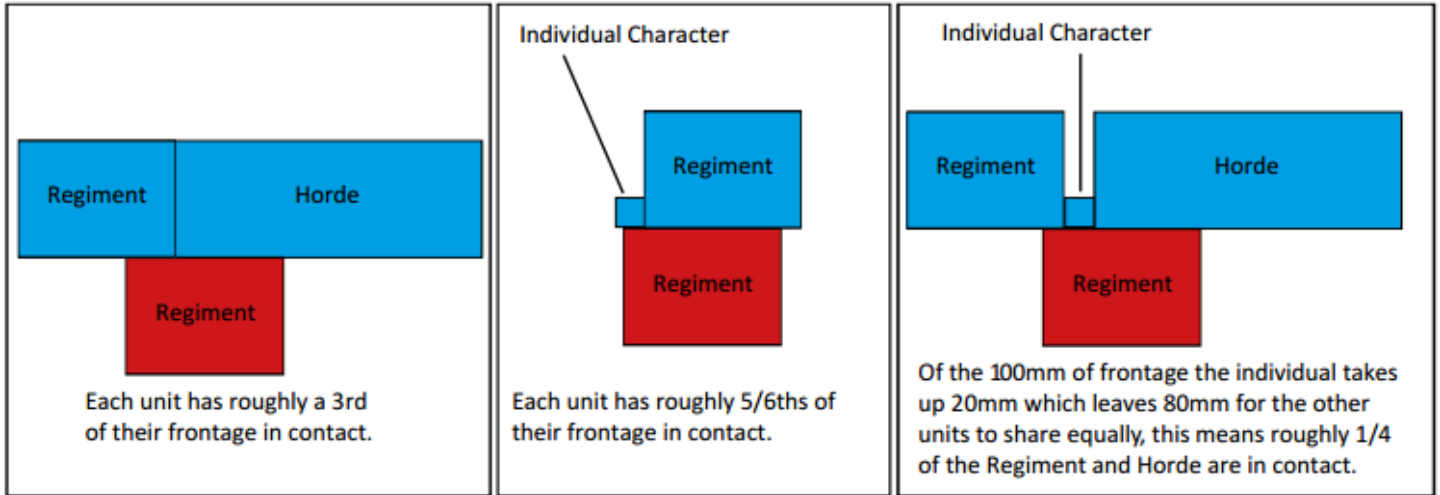 Regiment
Horde
Regiment
Each unit has roughly a 3rd
of their frontage in contact.
Individual Character
Regiment
Regiment
Each unit has roughly 5/6ths of
their frontage in contact.
Individual Character
Regiment
Horde
Regiment
Of the 100mm of frontage the individual takes
up 20mm which leaves 80mm for the other
units to share equally, this means roughly 1/4
of the Regiment and Horde are in contact.